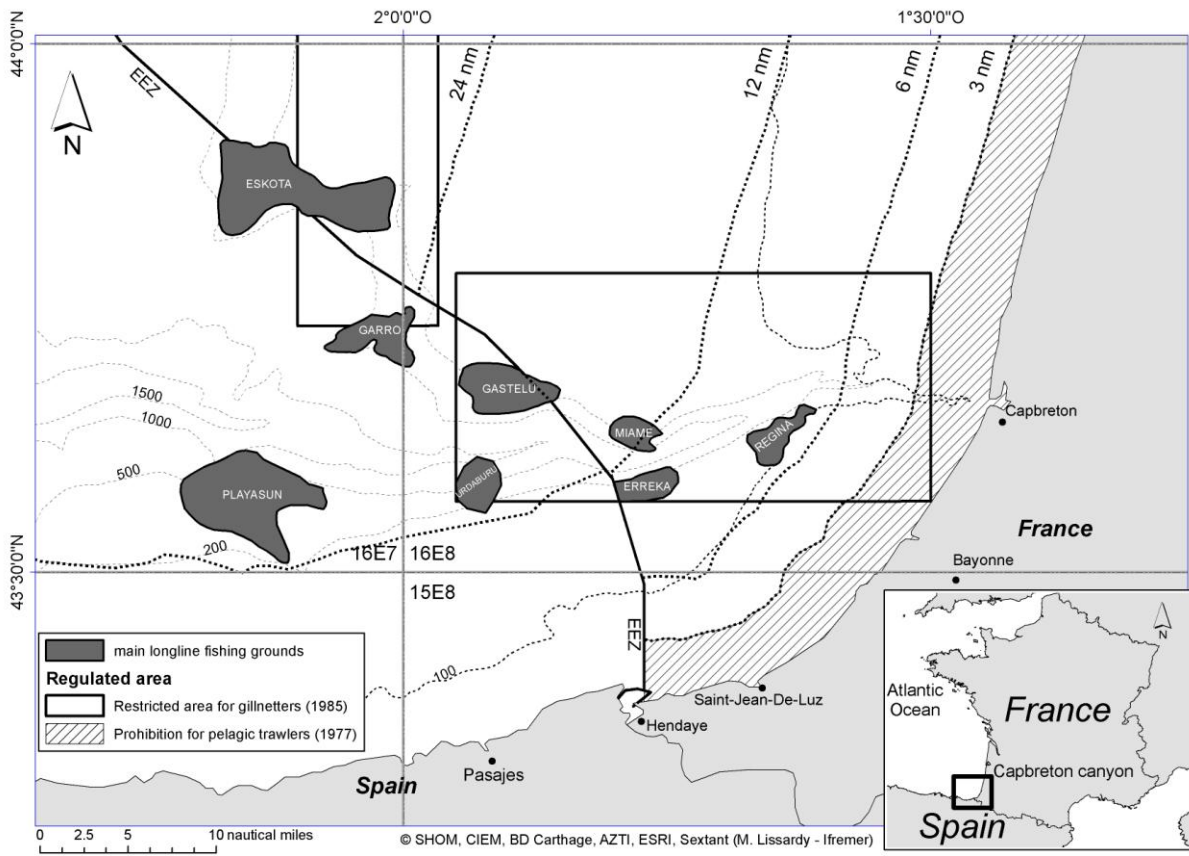 2°0'0"O
1°30'0"O
44°0'0"N
EEZ
24 nm
12 nm
6 nm
3 nm
N
ESKOTA
GARRO
GASTELU
MIAME
REGINA
Capbreton
1500
1000
500
PLAYASUN
URDABURU
ERREKA
200
16E7
16E8
France
43°30'0"N
15E8
Bayonne
EEZ
100
main longline fishing grounds
Regulated area
Restricted area for gillnetters (1985)
Prohibition for pelagic trawlers (1977)
Saint-Jean-De-Luz
Hendaye
Spain
Pasajes
N
Atlantic
Ocean
France
Capbreton canyon
Spain
0 2.5 5 10 nautical miles
© SHOM, CIEM, BD Carthage, AZTI, ESRI, Sextant (M. Lissardy - Ifremer)